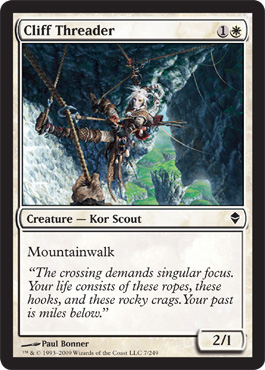 Cliff Threader 1
Creature — Kor Scout
Mountainwalk
“The crossing demands singular focus.
Your life consists of these ropes, these
hooks, and these rocky crags. Your past
is miles below.”
Paul Bonner
™ & © 1993-2009 Wizards of the Coast LLC 7/249
2/1